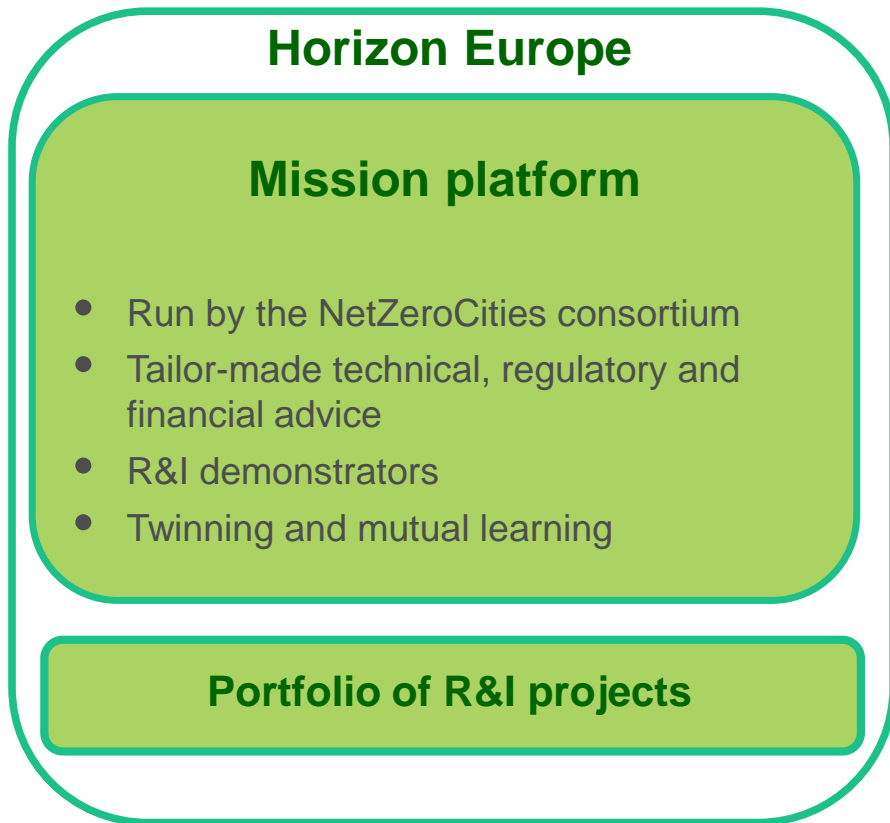 Horizon Europe
Mission platform
• Run by the NetZeroCities consortium
• Tailor-made technical, regulatory and
financial advice
• R&I demonstrators
• Twinning and mutual learning
Portfolio of R&I projects